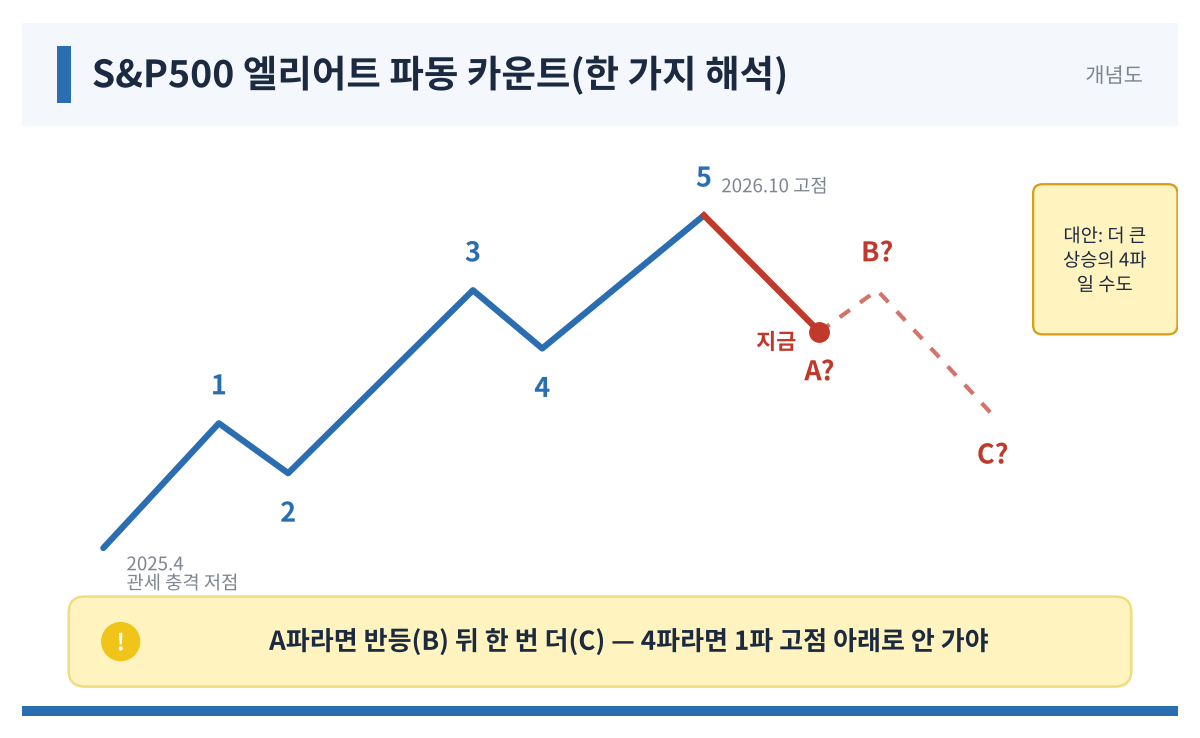 S&P500 엘리어트 파동 카운트(한 가지 해석)
개념도
5
2026.10 고점
대안: 더 큰
상승의 4파
일 수도
3
B?
지금
A?
1
4
C?
2
2025.4
관세 충격 저점
!
A파라면 반등(B) 뒤 한 번 더(C) — 4파라면 1파 고점 아래로 안 가야